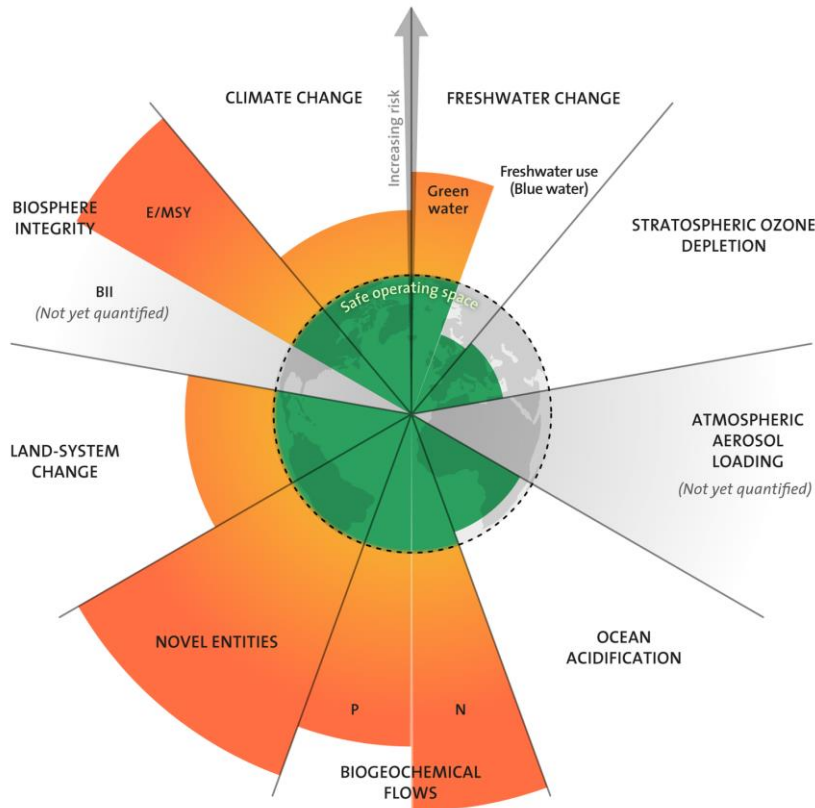 CLIMATE CHANGE
Increasing risk
FRESHWATER CHANGE
Green
water
Freshwater use
(Blue water)
STRATOSPHERIC OZONE
DEPLETION
BIOSPHERE
INTEGRITY
E/MSY
BII
(Not yet quantified)
Safe operating space
ATMOSPHERIC
AEROSOL
LOADING
(Not yet quantified)
LAND-SYSTEM
CHANGE
NOVEL ENTITIES
OCEAN
ACIDIFICATION
P
N
BIOGEOCHEMICAL
FLOWS